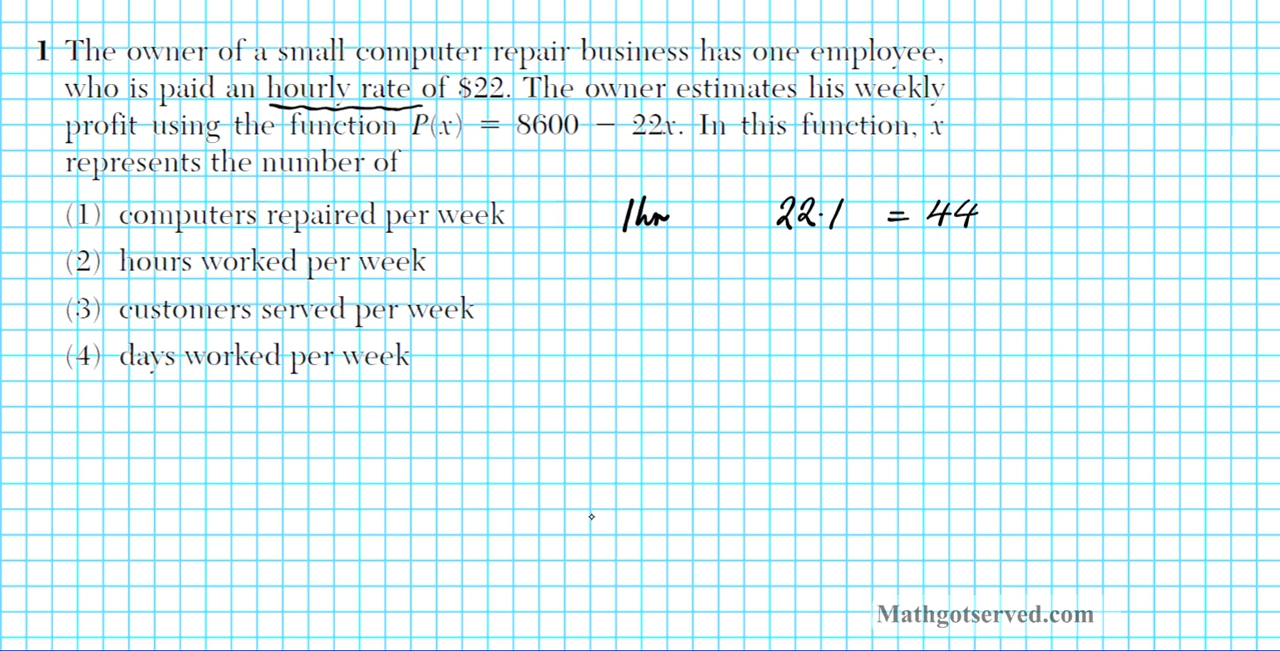 1 The owner of a small computer repair business has one employee,
who is paid an hourly rate of $22. The owner estimates his weekly
profit using the function P(x) = 8600 − 22x. In this function, x
represents the number of
(1) computers repaired per week
1hr 22·1 = 44
(2) hours worked per week
(3) customers served per week
(4) days worked per week
Mathgotserved.com